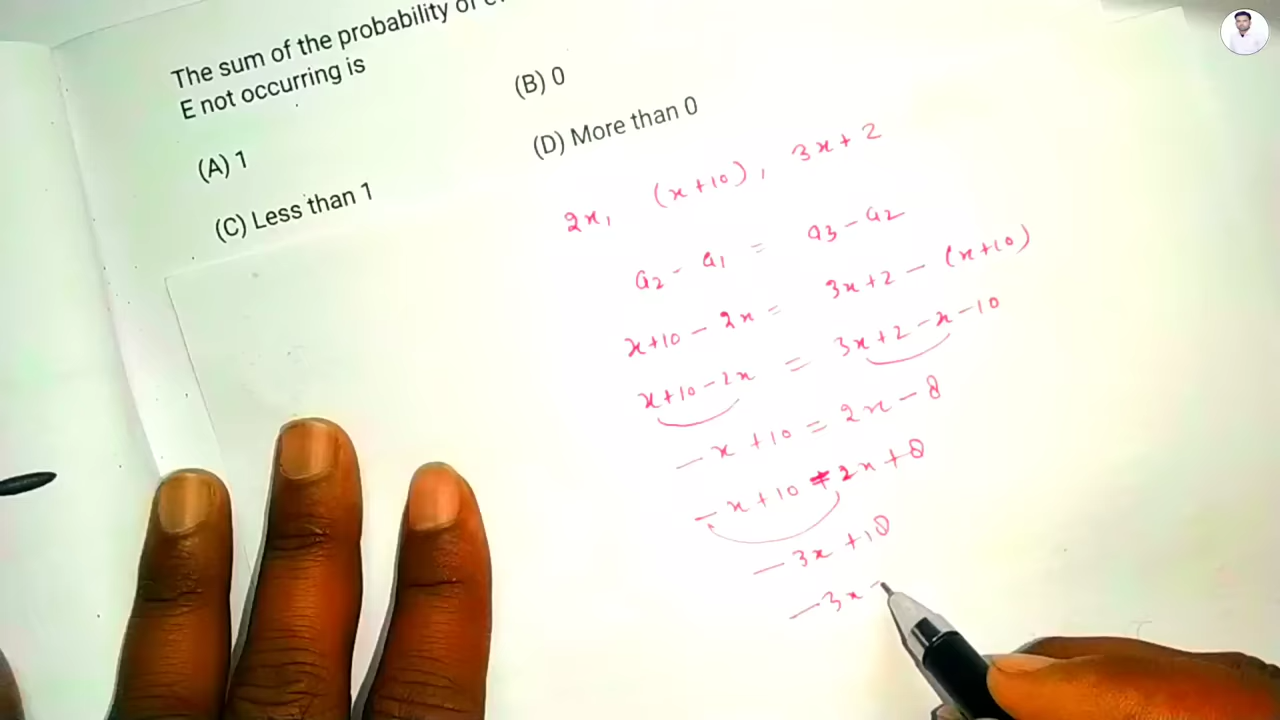 The sum of the probability of
E not occurring is
(A) 1
(B) 0
(C) Less than 1
(D) More than 0
2x, (x+10), 3x+2
a2 - a1 = a3 - a2
x+10 - 2x = 3x+2 - (x+10)
x+10-2x = 3x+2-x-10
-x+10 = 2x-8
-x+10 -2x+8
-3x+18
-3x